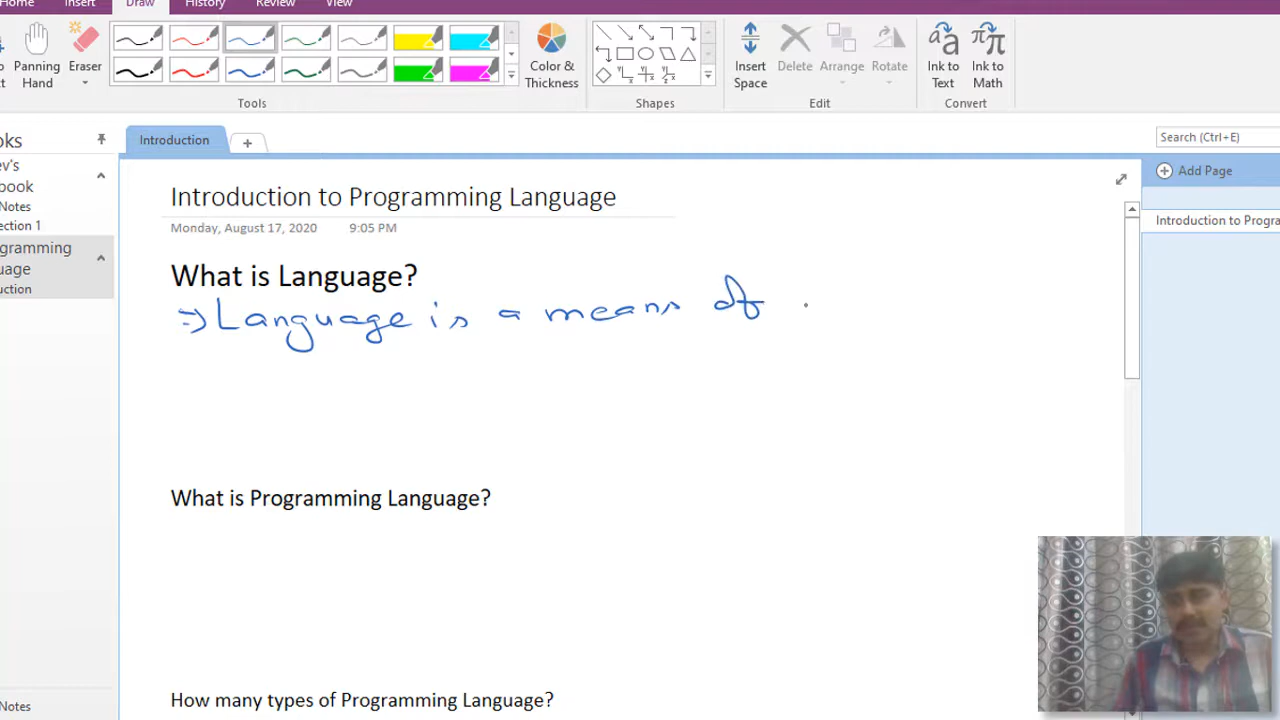 Home Insert Draw History Review View
Panning Hand
Eraser
Color & Thickness
Insert Space
Delete
Arrange
Rotate
Ink to Text
Ink to Math
Tools
Shapes
Edit
Convert
Introduction
+
Search (Ctrl+E)
Add Page
Introduction to Progra
oks
ev's
book
Notes
ection 1
gramming
uage
uction
Notes
Introduction to Programming Language
Monday, August 17, 2020 9:05 PM
What is Language?
⇒ Language is a means of
What is Programming Language?
How many types of Programming Language?